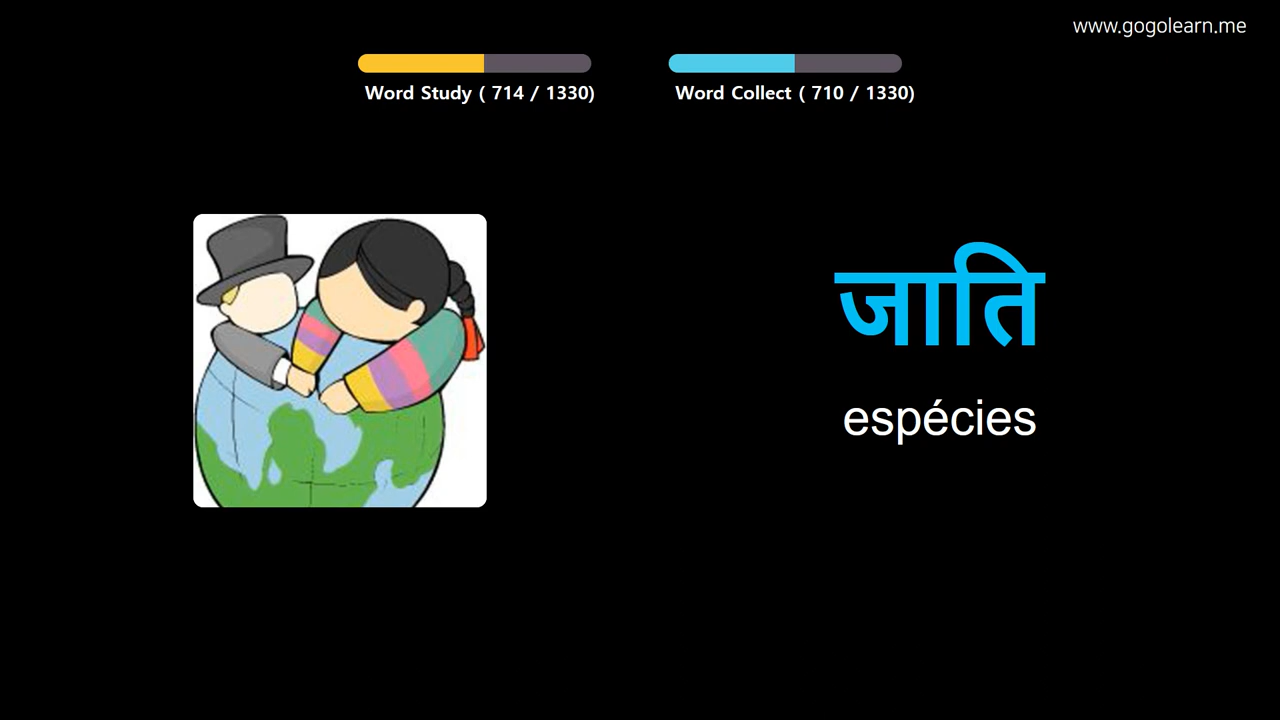 www.gogolearn.me
Word Study ( 714 / 1330)
Word Collect ( 710 / 1330)
जाति
espécies